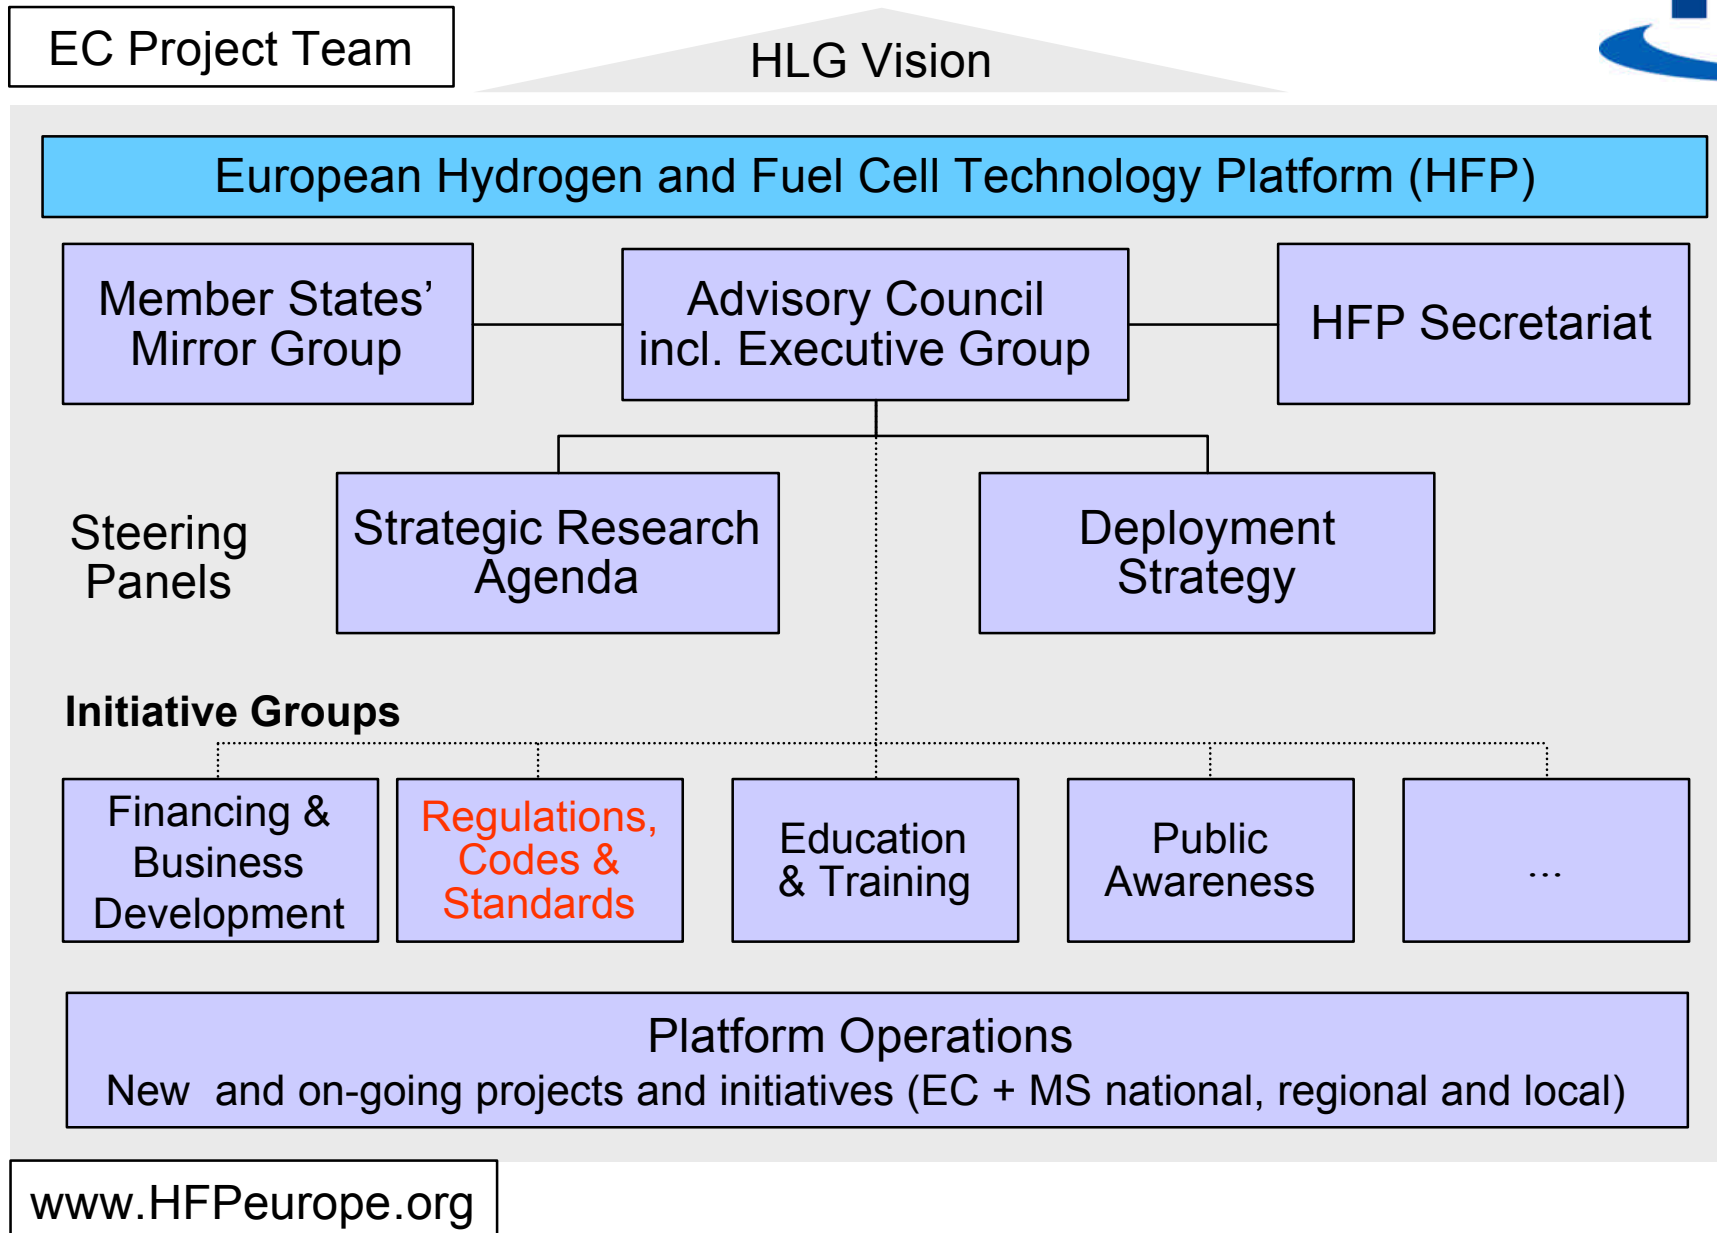 EC Project Team
HLG Vision
European Hydrogen and Fuel Cell Technology Platform (HFP)
Member States’
Mirror Group
Advisory Council
incl. Executive Group
HFP Secretariat
Steering
Panels
Strategic Research
Agenda
Deployment
Strategy
Initiative Groups
Financing &
Business
Development
Regulations,
Codes &
Standards
Education
& Training
Public
Awareness
...
Platform Operations
New and on-going projects and initiatives (EC + MS national, regional and local)
www.HFPeurope.org